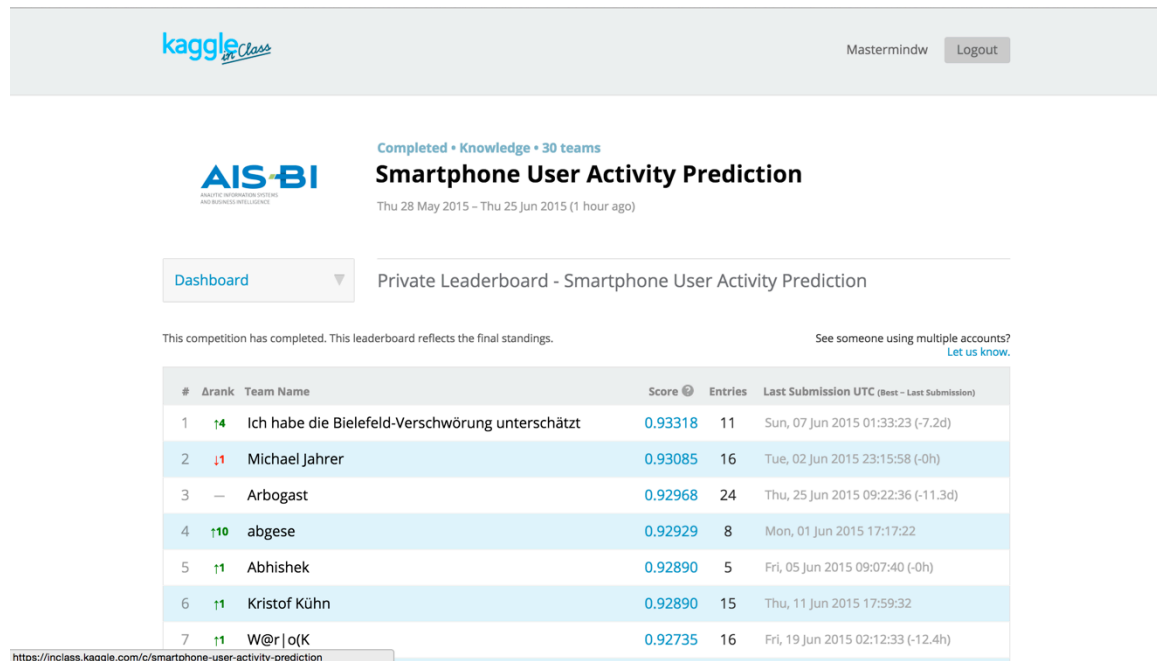 kaggle in Class
Mastermindw Logout
Completed • Knowledge • 30 teams
AIS-BI
ANALYTIC INFORMATION SYSTEMS
AND BUSINESS INTELLIGENCE
Smartphone User Activity Prediction
Thu 28 May 2015 – Thu 25 Jun 2015 (1 hour ago)
Dashboard ▼
Private Leaderboard - Smartphone User Activity Prediction
This competition has completed. This leaderboard reflects the final standings.
See someone using multiple accounts?
Let us know.
# Δrank Team Name Score Entries Last Submission UTC (Best – Last Submission)
1 ↑4 Ich habe die Bielefeld-Verschwörung unterschätzt 0.93318 11 Sun, 07 Jun 2015 01:33:23 (-7.2d)
2 ↓1 Michael Jahrer 0.93085 16 Tue, 02 Jun 2015 23:15:58 (-0h)
3 — Arbogast 0.92968 24 Thu, 25 Jun 2015 09:22:36 (-11.3d)
4 ↑10 abgese 0.92929 8 Mon, 01 Jun 2015 17:17:22
5 ↑1 Abhishek 0.92890 5 Fri, 05 Jun 2015 09:07:40 (-0h)
6 ↑1 Kristof Kühn 0.92890 15 Thu, 11 Jun 2015 17:59:32
7 ↑1 W@r|o(K 0.92735 16 Fri, 19 Jun 2015 02:12:33 (-12.4h)
https://inclass.kaggle.com/c/smartphone-user-activity-prediction